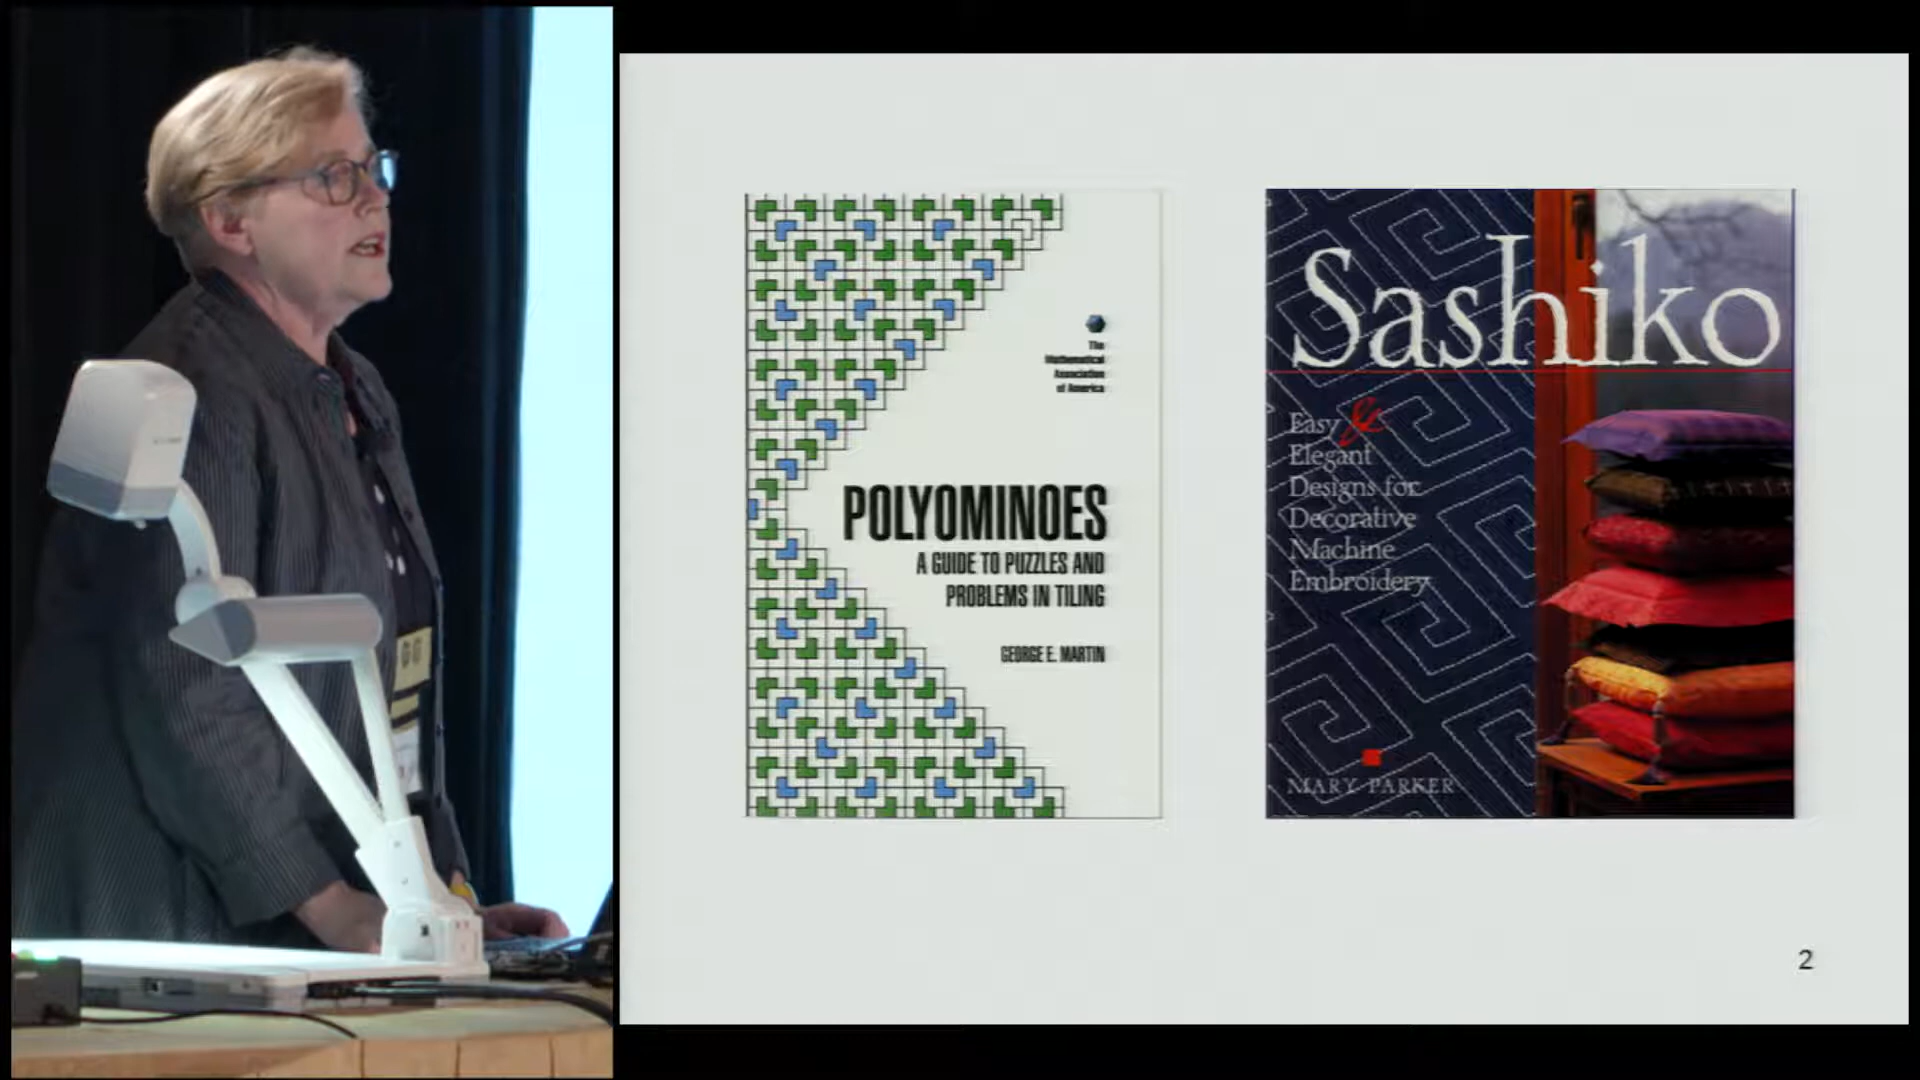 The
Mathematical
Association
of America
POLYOMINOES
A GUIDE TO PUZZLES AND
PROBLEMS IN TILING
GEORGE E. MARTIN
Sashiko
Easy &
Elegant
Designs for
Decorative
Machine
Embroidery
MARY PARKER
2